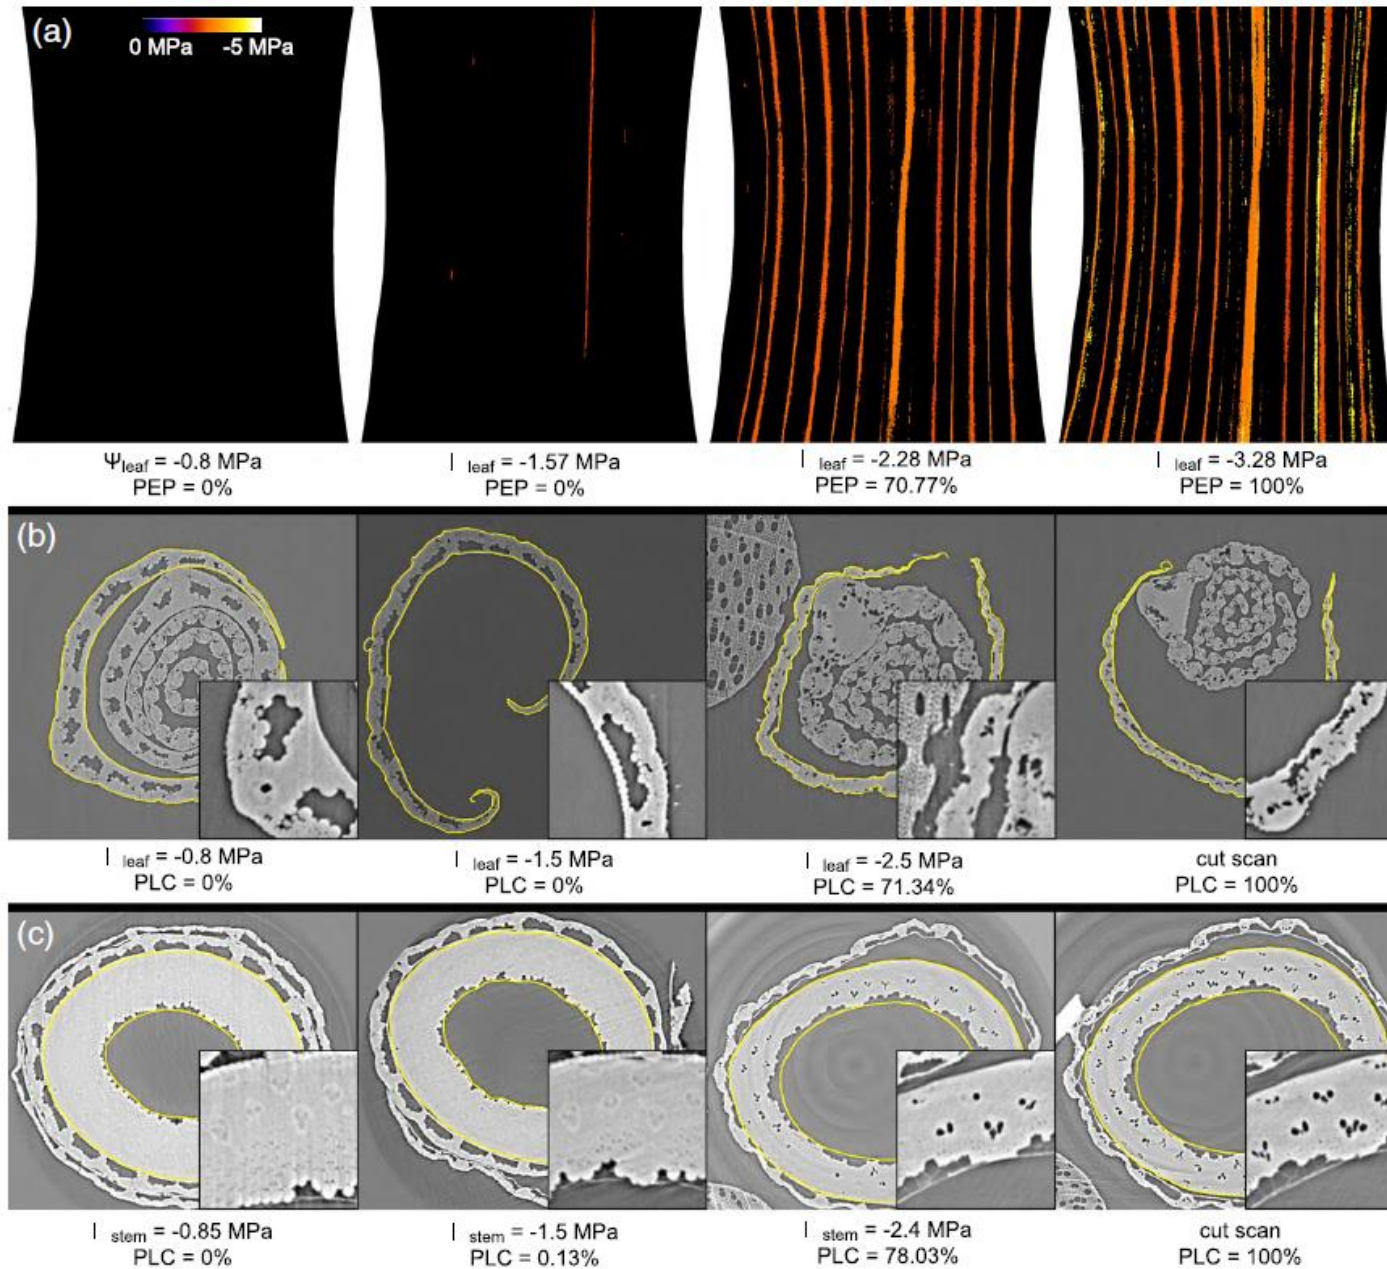 (a)
0 MPa -5 MPa
Ψleaf = -0.8 MPa
PEP = 0%
| leaf = -1.57 MPa
PEP = 0%
| leaf = -2.28 MPa
PEP = 70.77%
| leaf = -3.28 MPa
PEP = 100%
(b)
| leaf = -0.8 MPa
PLC = 0%
| leaf = -1.5 MPa
PLC = 0%
| leaf = -2.5 MPa
PLC = 71.34%
cut scan
PLC = 100%
(c)
| stem = -0.85 MPa
PLC = 0%
| stem = -1.5 MPa
PLC = 0.13%
| stem = -2.4 MPa
PLC = 78.03%
cut scan
PLC = 100%